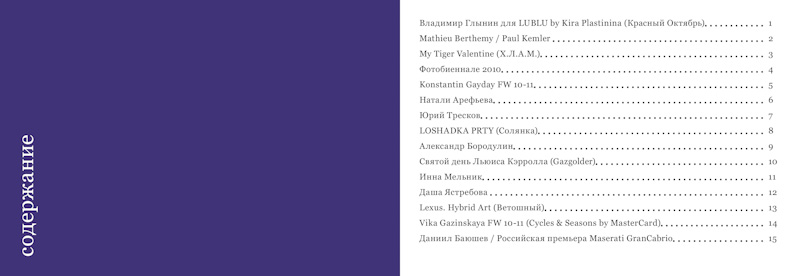 содержание
Владимир Глынин для LUBLU by Kira Plastinina (Красный Октябрь) 1
Mathieu Berthemy / Paul Kemler 2
My Tiger Valentine (Х.Л.А.М.) 3
Фотобиеннале 2010 4
Konstantin Gayday FW 10-11 5
Натали Арефьева 6
Юрий Тресков 7
LOSHADKA PRTY (Солянка) 8
Александр Бородулин 9
Святой день Льюиса Кэрролла (Gazgolder) 10
Инна Мельник 11
Даша Ястребова 12
Lexus. Hybrid Art (Ветошный) 13
Vika Gazinskaya FW 10-11 (Cycles & Seasons by MasterCard) 14
Даниил Баюшев / Российская премьера Maserati GranCabrio 15